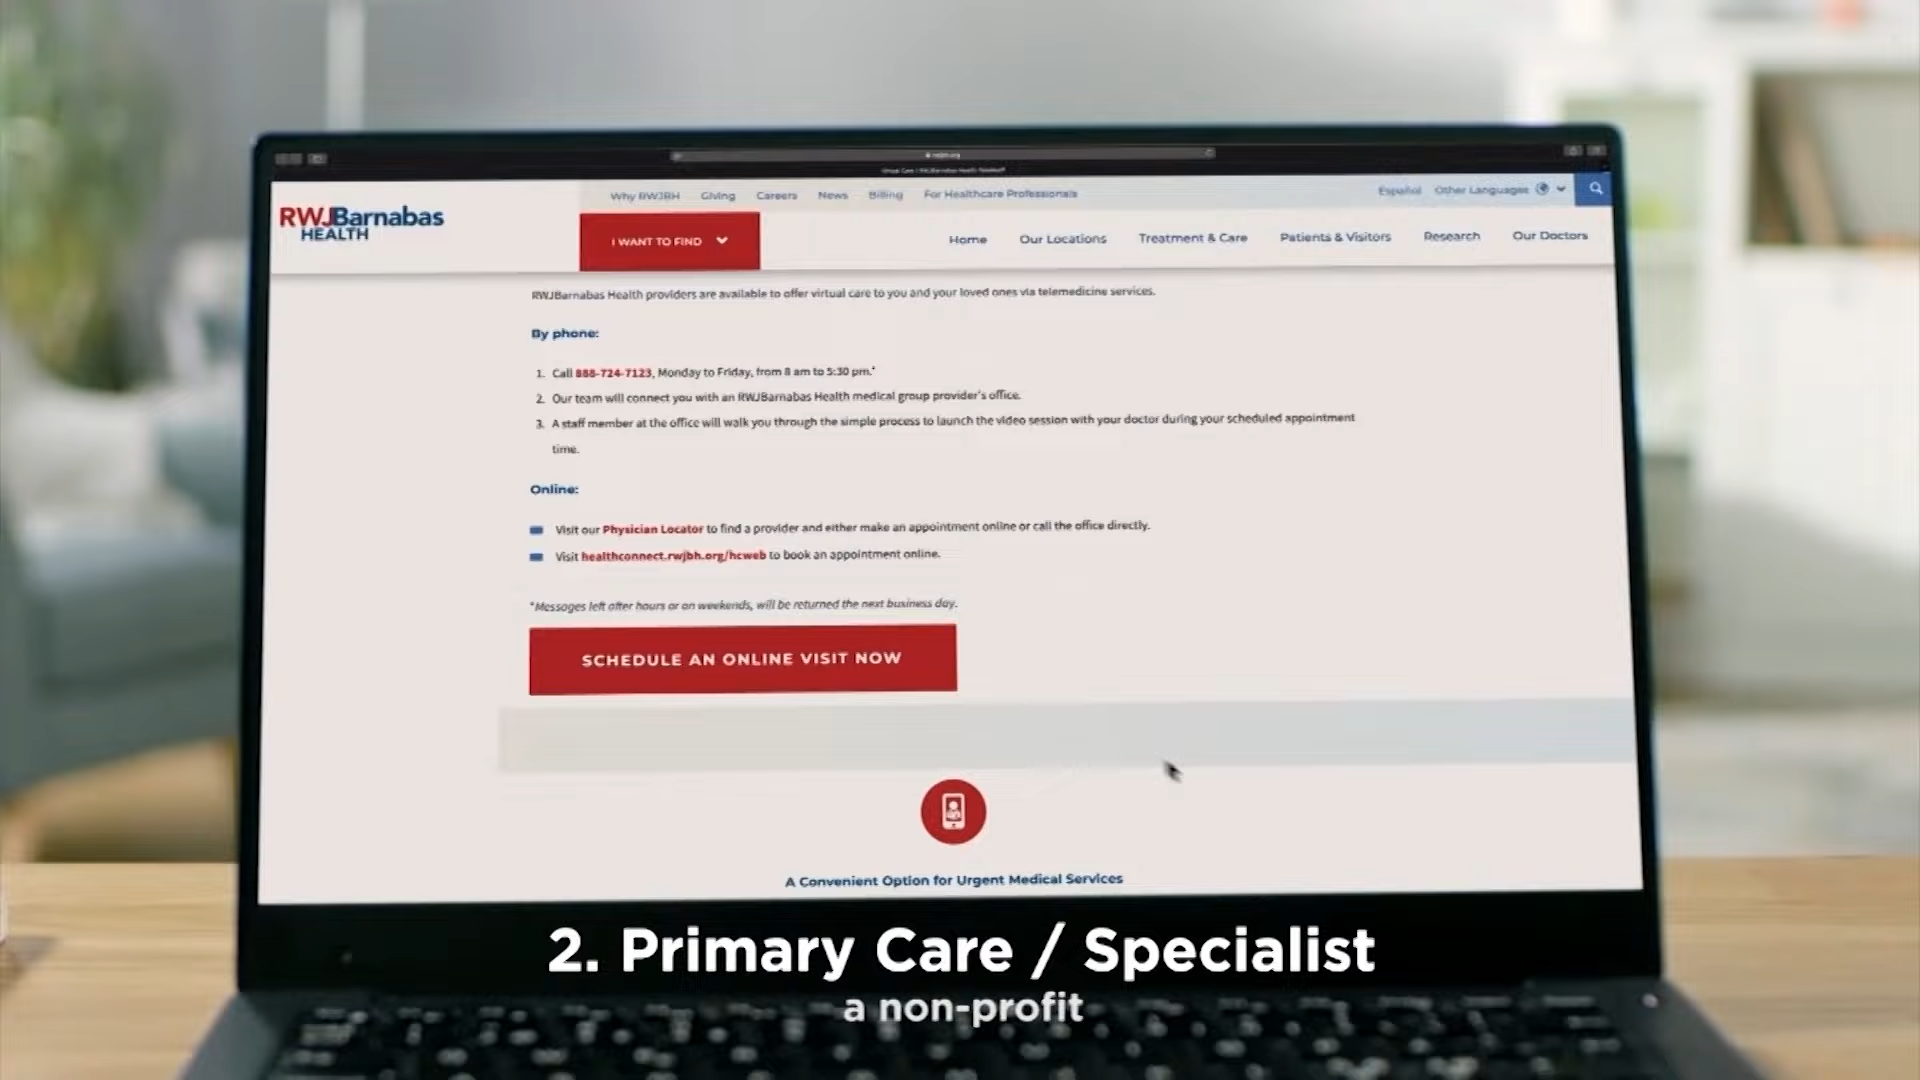 Why RWJBH Giving Careers News Billing For Healthcare Professionals Español Other Languages
RWJBarnabas
HEALTH
I WANT TO FIND
Home Our Locations Treatment & Care Patients & Visitors Research Our Doctors
RWJBarnabas Health providers are available to offer virtual care to you and your loved ones via telemedicine services.
By phone:
1. Call 888-724-7123, Monday to Friday, from 8 am to 5:30 pm.*
2. Our team will connect you with an RWJBarnabas Health medical group provider's office.
3. A staff member at the office will walk you through the simple process to launch the video session with your doctor during your scheduled appointment
time.
Online:
Visit our Physician Locator to find a provider and either make an appointment online or call the office directly.
Visit healthconnect.rwjbh.org/hcweb to book an appointment online.
*Messages left after hours or on weekends, will be returned the next business day.
SCHEDULE AN ONLINE VISIT NOW
A Convenient Option for Urgent Medical Services
2. Primary Care / Specialist
a non-profit